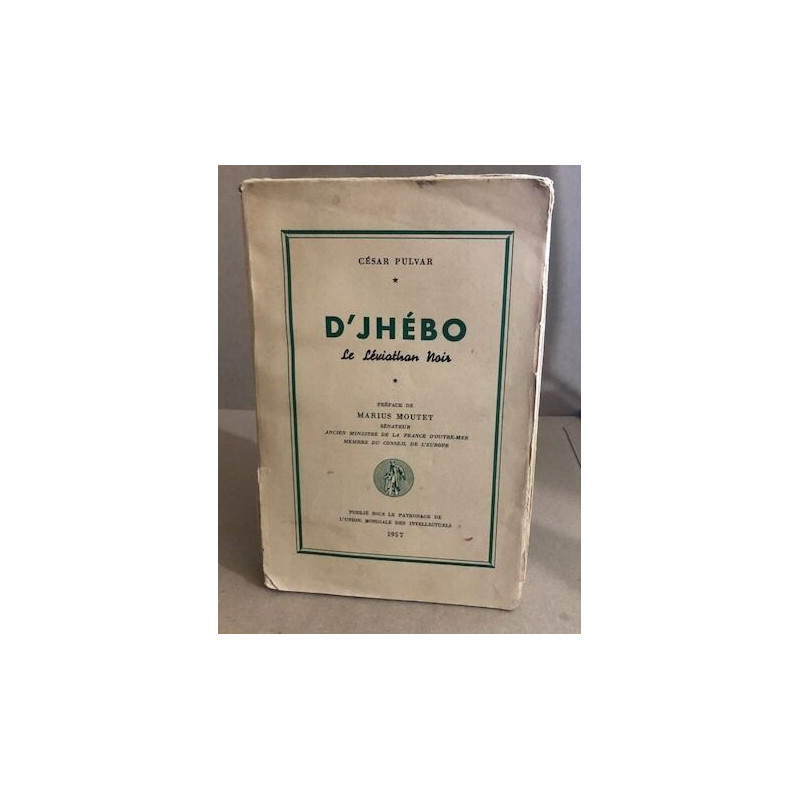 CÉSAR PULVAR
D'JHÉBO
Le Léviathan Noir
PRÉFACE DE
MARIUS MOUTET
SÉNATEUR
ANCIEN MINISTRE DE LA FRANCE D'OUTRE-MER
MEMBRE DU CONSEIL DE L'EUROPE
PUBLIÉ SOUS LE PATRONAGE DE
L'UNION MONDIALE DES INTELLECTUELS
1957